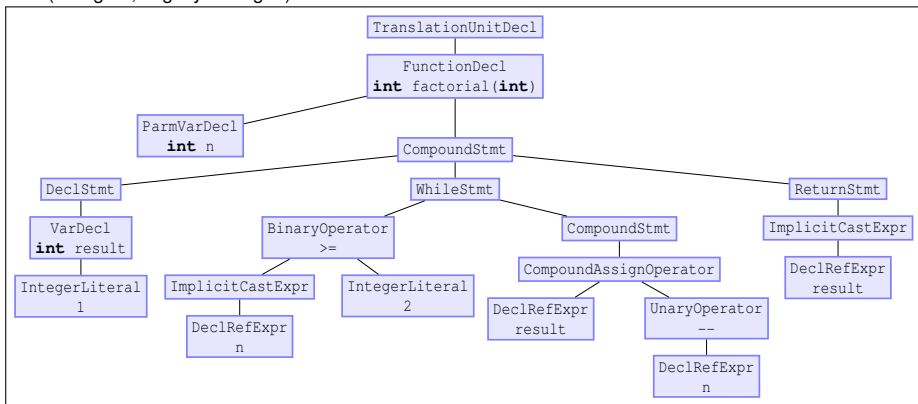 TranslationUnitDecl
FunctionDecl
int factorial(int)
ParmVarDecl
int n
CompoundStmt
DeclStmt
WhileStmt
ReturnStmt
VarDecl
int result
BinaryOperator
>=
CompoundStmt
ImplicitCastExpr
IntegerLiteral
1
ImplicitCastExpr
IntegerLiteral
2
CompoundAssignOperator
DeclRefExpr
result
DeclRefExpr
n
DeclRefExpr
result
UnaryOperator
--
DeclRefExpr
n